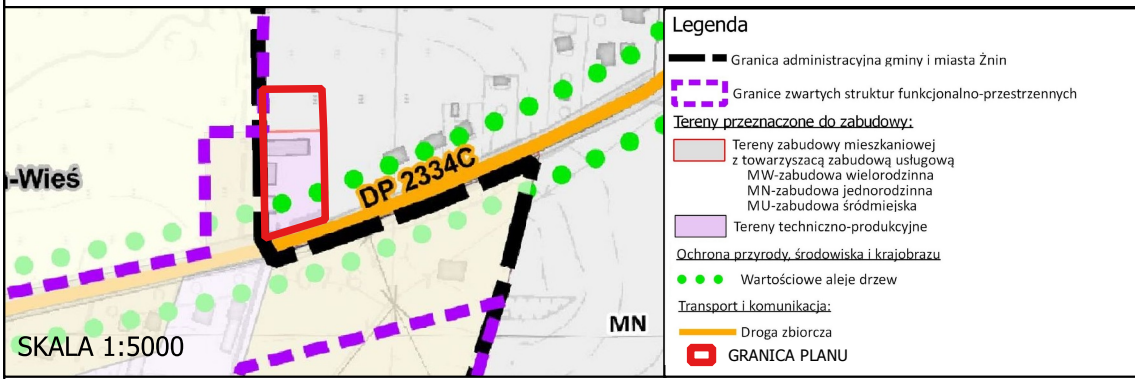 ı-Wieś
DP 2334C
MN
SKALA 1:5000
Legenda
Granica administracyjna gminy i miasta Żnin
Granice zwartych struktur funkcjonalno-przestrzennych
Tereny przeznaczone do zabudowy:
Tereny zabudowy mieszkaniowej
z towarzyszacą zabudową usługową
MW-zabudowa wielorodzinna
MN-zabudowa jednorodzinna
MU-zabudowa śródmiejska
Tereny techniczno-produkcyjne
Ochrona przyrody, środowiska i krajobrazu
Wartościowe aleje drzew
Transport i komunikacja:
Droga zbiorcza
GRANICA PLANU